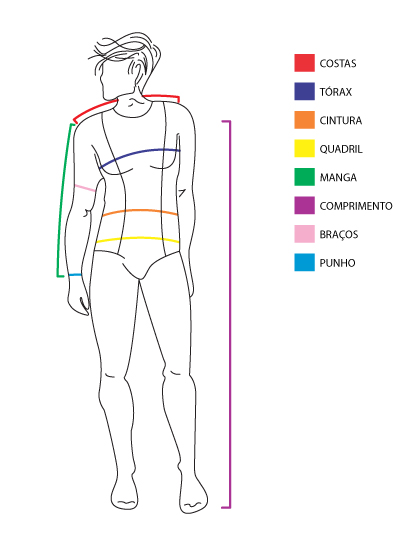 COSTAS
TÓRAX
CINTURA
QUADRIL
MANGA
COMPRIMENTO
BRAÇOS
PUNHO